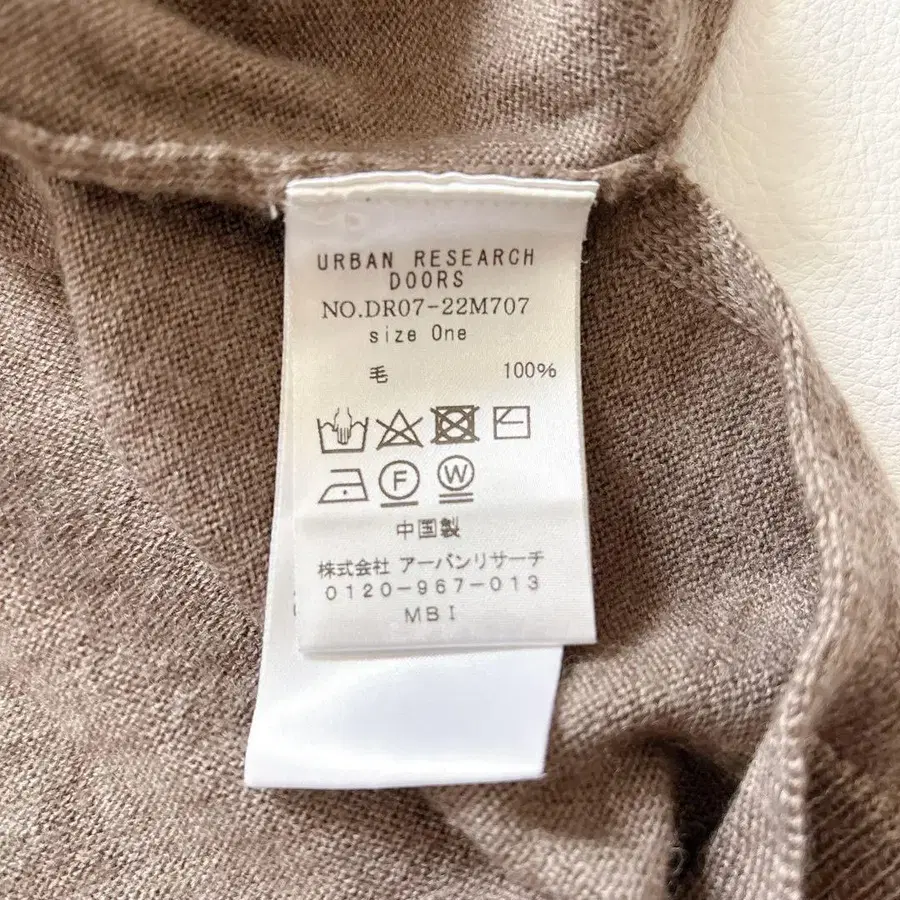 URBAN RESEARCH
DOORS
NO.DR07-22M707
size One
毛 100%
F W
中国製
株式会社 アーバンリサーチ
0120-967-013
MBI